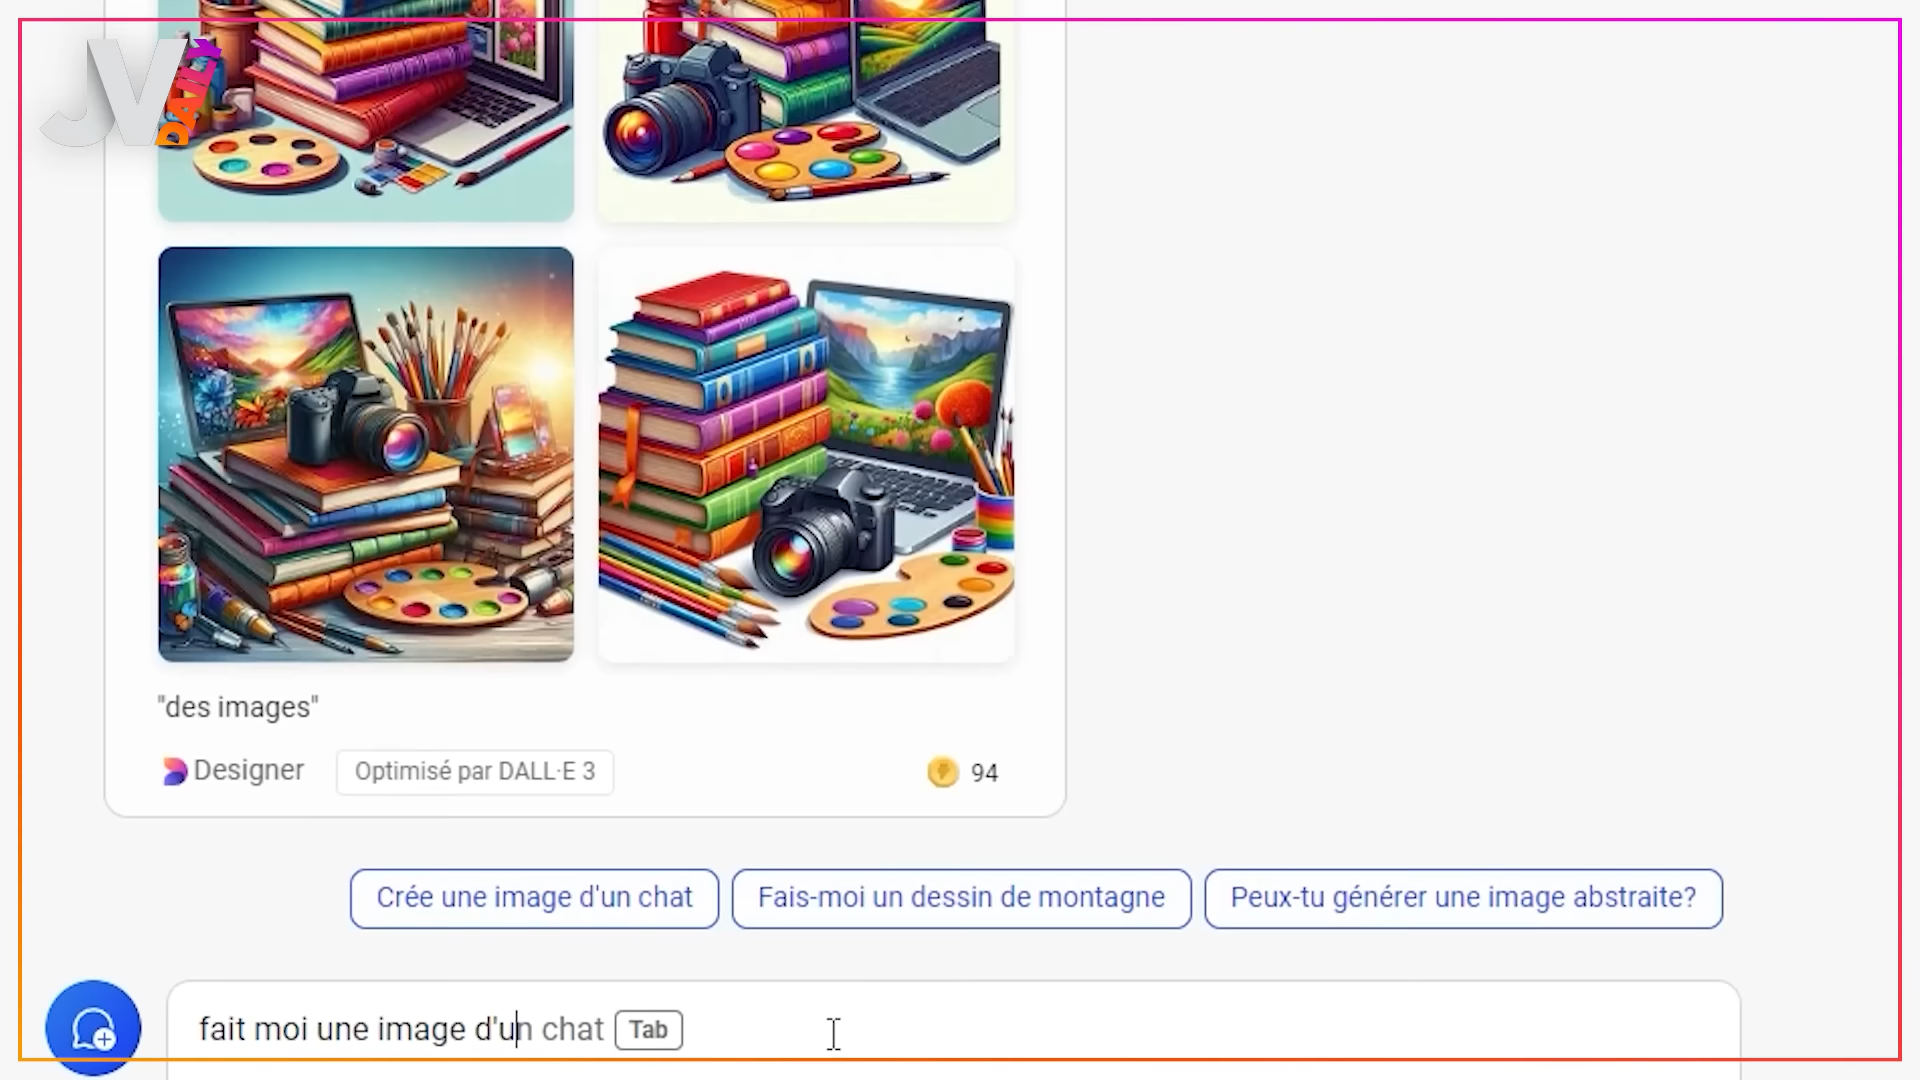 JV
DAILY
"des images"
Designer
Optimisé par DALL·E 3
94
Crée une image d'un chat
Fais-moi un dessin de montagne
Peux-tu générer une image abstraite?
fait moi une image d'un chat Tab